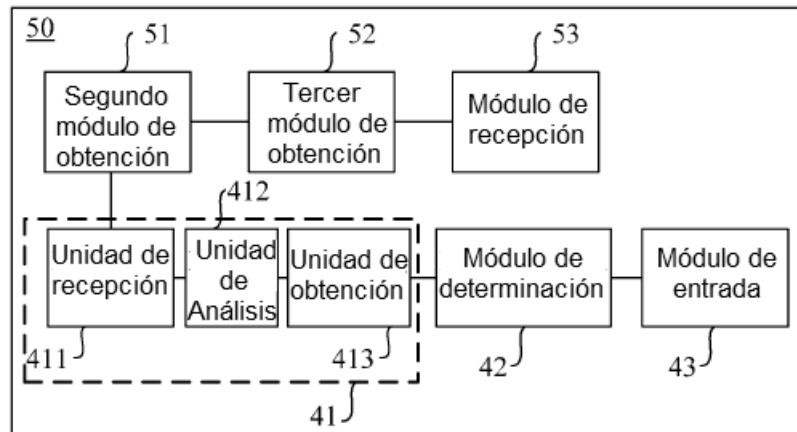 50
51
52
53
Segundo
módulo de
obtención
Tercer
módulo de
obtención
Módulo de
recepción
412
Unidad de
recepción
Unidad
de
Análisis
Unidad de
obtención
Módulo de
determinación
Módulo de
entrada
411
413
42
43
41